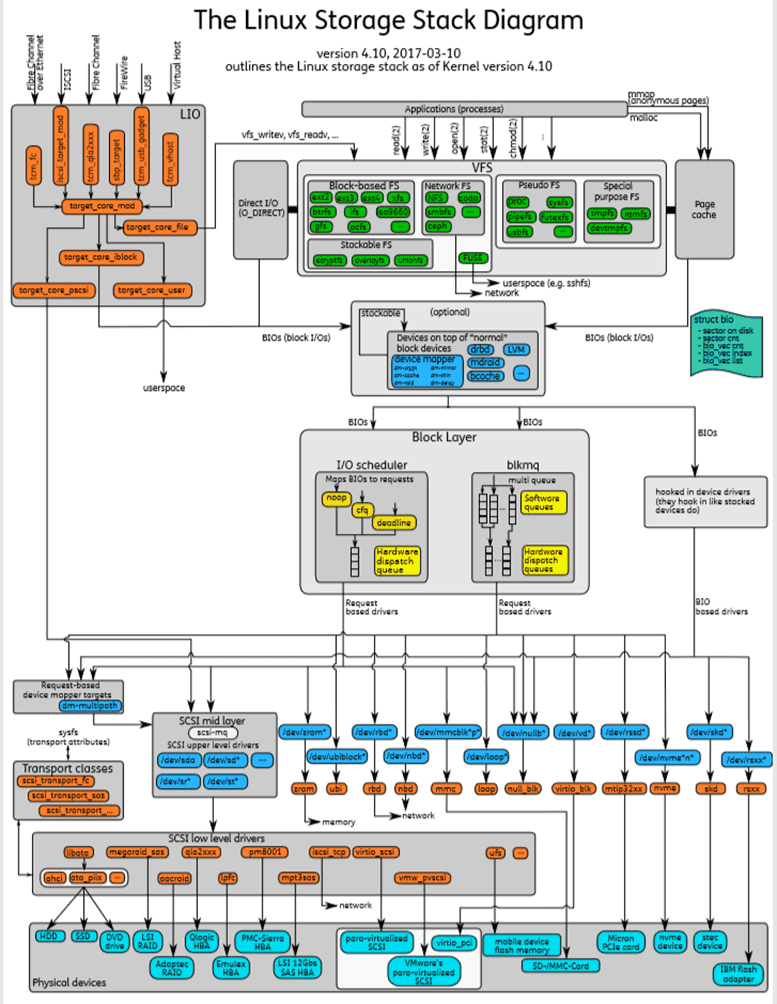 The Linux Storage Stack Diagram
version 4.10, 2017-03-10
outlines the Linux storage stack as of Kernel version 4.10
Fibre Channel
over Ethernet
ISCSI
Fibre Channel
FireWire
USB
Virtual Host
LIO
tcm_fc
iscsi_target_mod
tcm_qla2xxx
sbp_target
tcm_usb_gadget
tcm_vhost
target_core_mod
target_core_file
target_core_iblock
target_core_pscsi
target_core_user
vfs_writev, vfs_readv, ...
userspace
Applications (processes)
mmap
(anonymous pages)
malloc
read(2)
write(2)
open(2)
stat(2)
chmod(2)
...
VFS
Direct I/O
(O_DIRECT)
Block-based FS
ext2
ext3
ext4
xfs
btrfs
ifs
iso9660
gfs
ocfs
...
Network FS
NFS
coda
smbfs
...
ceph
Stackable FS
ecryptfs
overlayfs
unionfs
FUSE
Pseudo FS
proc
sysfs
pipefs
futexfs
usbfs
...
Special
purpose FS
tmpfs
ramfs
devtmpfs
Page
cache
userspace (e.g. sshfs)
network
stackable
(optional)
Devices on top of "normal"
block devices
drbd
LVM
device mapper
mdraid
dm-crypt
dm-mirror
dm-cache
dm-thin
bcache
...
dm-raid
dm-delay
BIOs (block I/Os)
BIOs (block I/Os)
struct bio
- sector on disk
- sector cnt
- bio_vec cnt
- bio_vec index
- bio_vec list
BIOs
BIOs
BIOs
Block Layer
I/O scheduler
Maps BIOs to requests
noop
cfq
deadline
Hardware
dispatch
queue
blkmq
multi queue
Software
queues
...
Hardware
dispatch
queues
hooked in device drivers
(they hook in like stacked
devices do)
Request
based drivers
Request
based drivers
BIO
based drivers
Request-based
device mapper targets
dm-multipath
sysfs
(transport attributes)
Transport classes
scsi_transport_fc
scsi_transport_sas
scsi_transport_...
SCSI mid layer
scsi-mq
SCSI upper level drivers
/dev/sda
/dev/sd*
...
/dev/sr*
/dev/st*
/dev/zram*
/dev/rbd*
/dev/mmcblk*p*
/dev/nullb*
/dev/vd*
/dev/rssd*
/dev/skd*
/dev/ubiblock*
/dev/nbd*
/dev/loop*
/dev/nvme*n*
/dev/rsxx*
zram
ubi
rbd
nbd
mmc
loop
null_blk
virtio_blk
mtip32xx
nvme
skd
rsxx
memory
network
SCSI low level drivers
libata
megaraid_sas
qla2xxx
pm8001
iscsi_tcp
virtio_scsi
ufs
...
ahci
ata_piix
...
aacraid
lpfc
mpt3sas
vmw_pvscsi
network
HDD
SSD
DVD
drive
LSI
RAID
Adaptec
RAID
Qlogic
HBA
Emulex
HBA
PMC-Sierra
HBA
LSI 12Gbs
SAS HBA
para-virtualized
SCSI
VMware's
para-virtualized
SCSI
virtio_pci
mobile device
flash memory
SD-/MMC-Card
Micron
PCIe card
nvme
device
stec
device
IBM flash
adapter
Physical devices